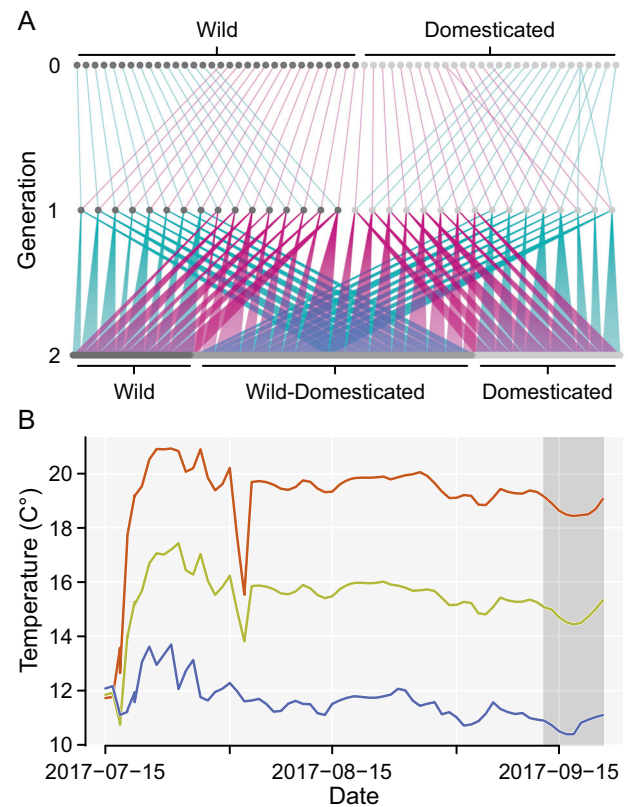 A
Wild Domesticated
0
Generation
1
2
Wild Wild-Domesticated Domesticated
B
Temperature (C°)
20
18
16
14
12
10
2017−07−15 2017−08−15 2017−09−15
Date